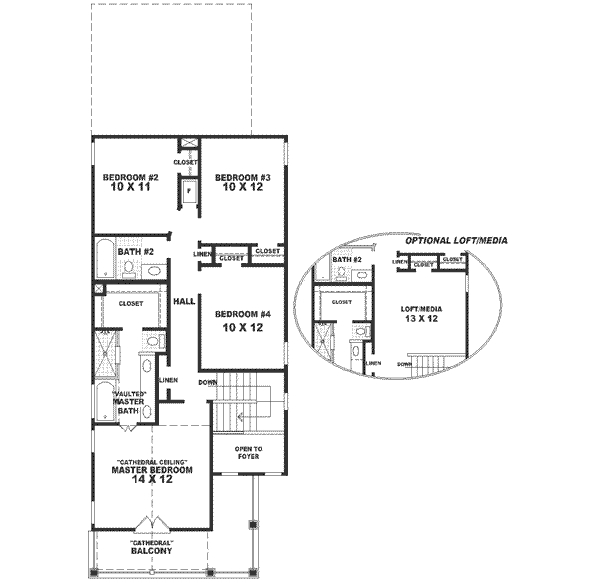 CLOSET
BEDROOM #2
10 X 11
BEDROOM #3
10 X 12
F
BATH #2
LINEN
CLOSET
CLOSET
CLOSET
HALL
BEDROOM #4
10 X 12
LINEN
DOWN
"VAULTED"
MASTER
BATH
OPEN TO
FOYER
"CATHEDRAL CEILING"
MASTER BEDROOM
14 X 12
"CATHEDRAL"
BALCONY
OPTIONAL LOFT/MEDIA
BATH #2
LINEN
CLOSET
CLOSET
CLOSET
LOFT/MEDIA
13 X 12
LINEN
DOWN